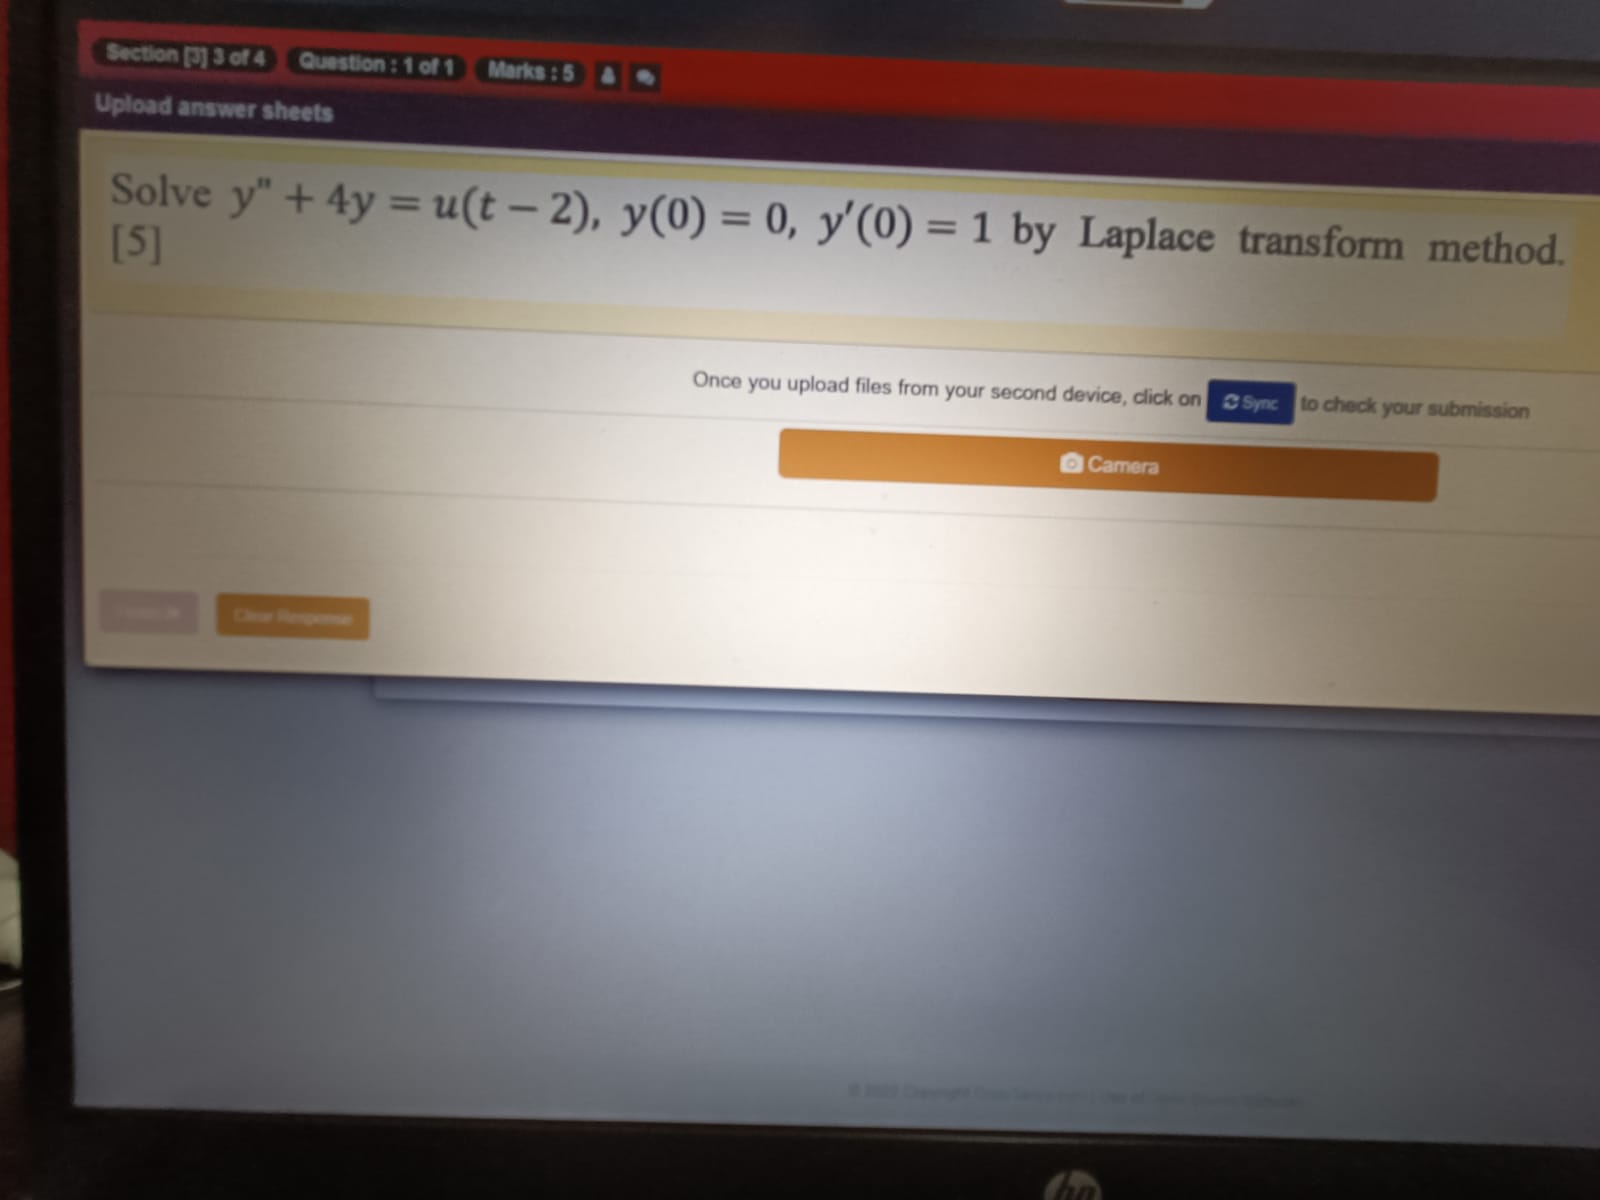 Section [3] 3 of 4 Question : 1 of 1 Marks : 5
Upload answer sheets
Solve y" + 4y = u(t − 2), y(0) = 0, y′(0) = 1 by Laplace transform method.
[5]
Once you upload files from your second device, click on Sync to check your submission
Camera
Clear Response
hp